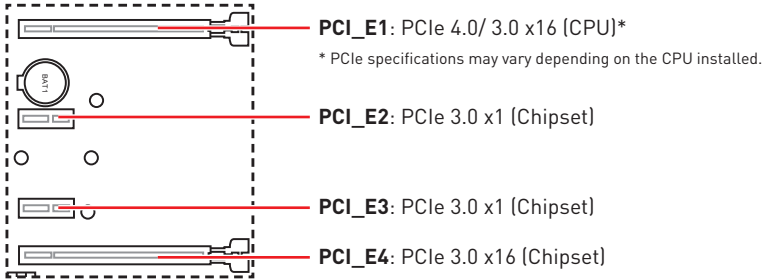 PCI_E1: PCIe 4.0/ 3.0 x16 (CPU)*
* PCIe specifications may vary depending on the CPU installed.
BAT1
PCI_E2: PCIe 3.0 x1 (Chipset)
PCI_E3: PCIe 3.0 x1 (Chipset)
PCI_E4: PCIe 3.0 x16 (Chipset)